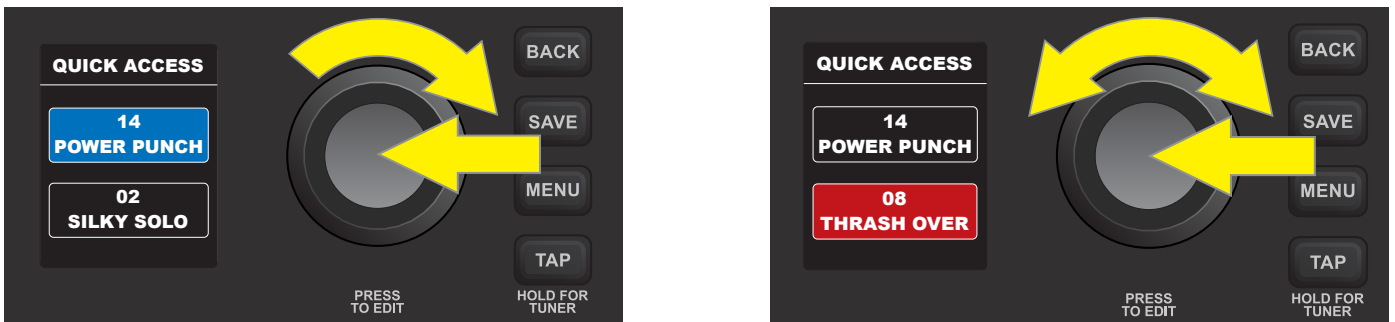 QUICK ACCESS
14
POWER PUNCH
02
SILKY SOLO
BACK
SAVE
MENU
TAP
PRESS
TO EDIT
HOLD FOR
TUNER
QUICK ACCESS
14
POWER PUNCH
08
THRASH OVER
BACK
SAVE
MENU
TAP
PRESS
TO EDIT
HOLD FOR
TUNER